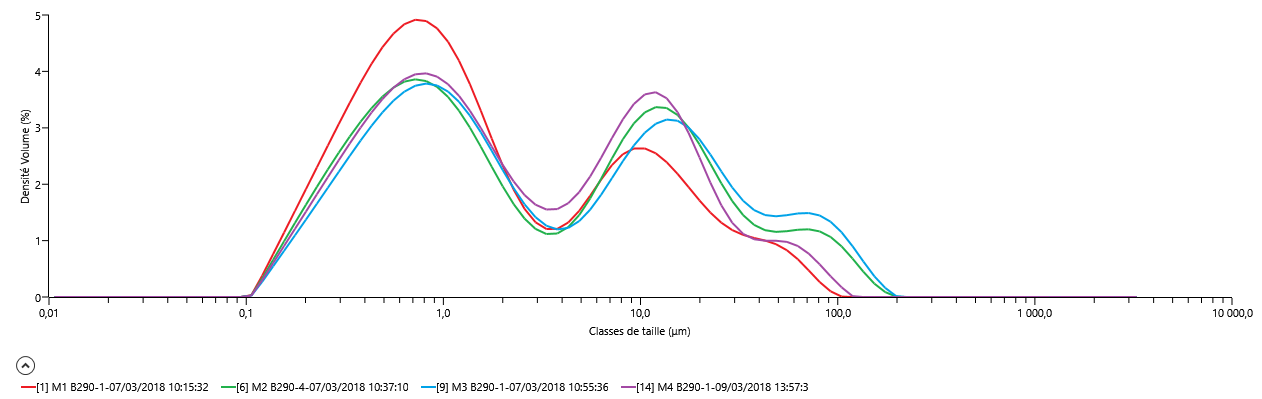 5
4
3
2
1
0
Densité Volume (%)
0,01 0,1 1,0 10,0 100,0 1 000,0 10 000,0
Classes de taille (µm)
[1] M1 B290-1-07/03/2018 10:15:32 [6] M2 B290-4-07/03/2018 10:37:10 [9] M3 B290-1-07/03/2018 10:55:36 [14] M4 B290-1-09/03/2018 13:57:3